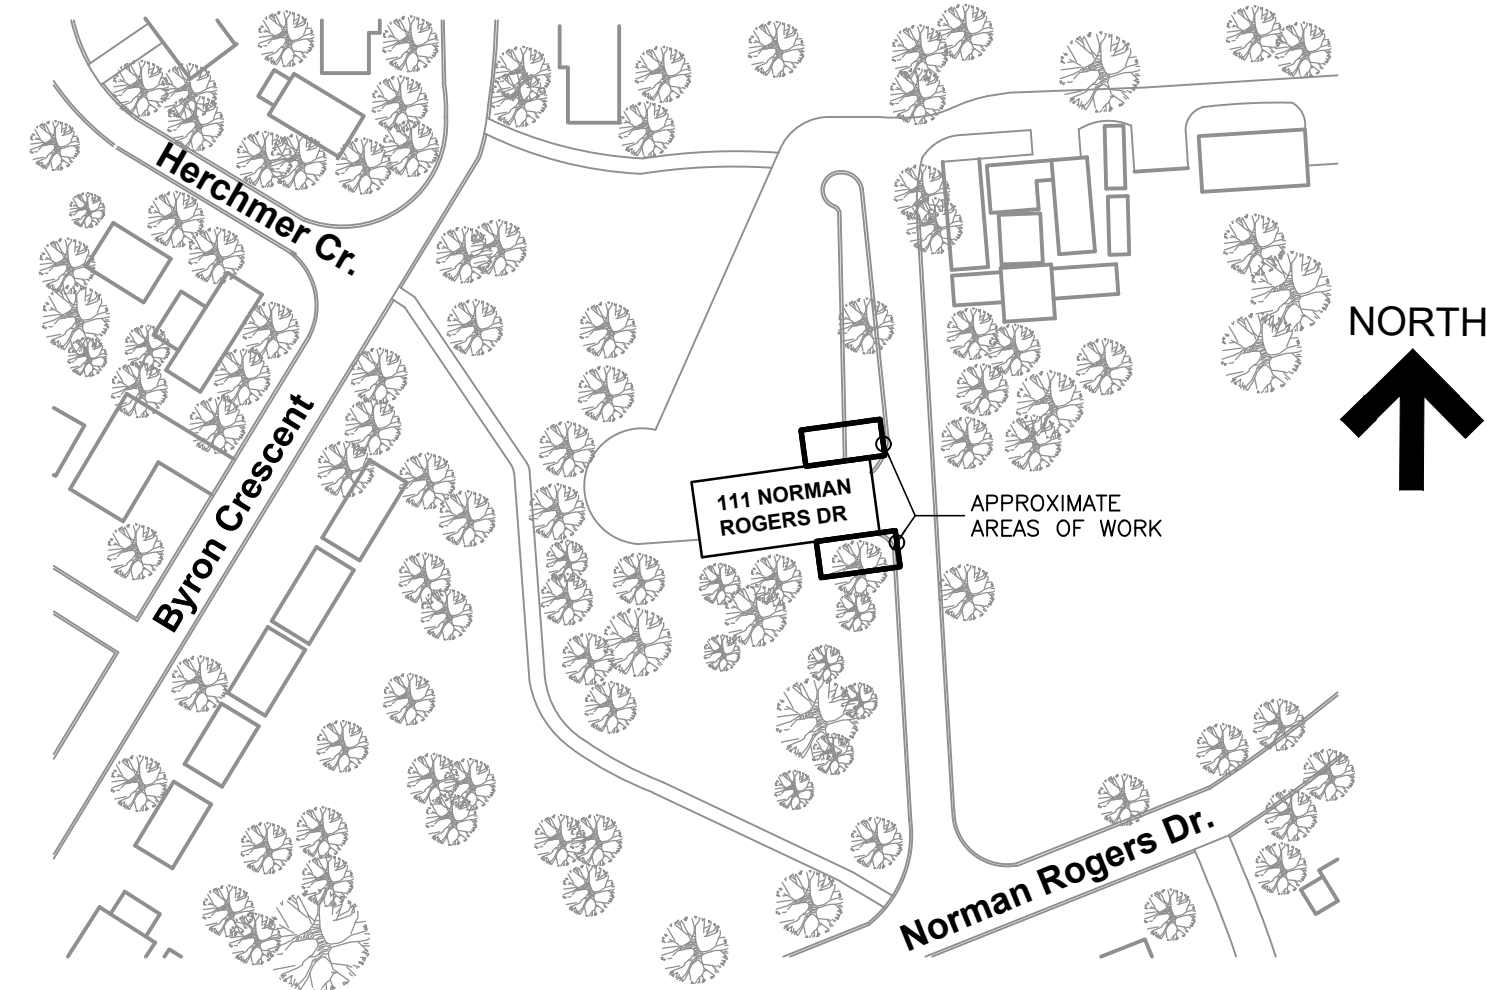 Herchmer Cr.
NORTH
Byron Crescent
111 NORMAN
ROGERS DR
APPROXIMATE
AREAS OF WORK
Norman Rogers Dr.